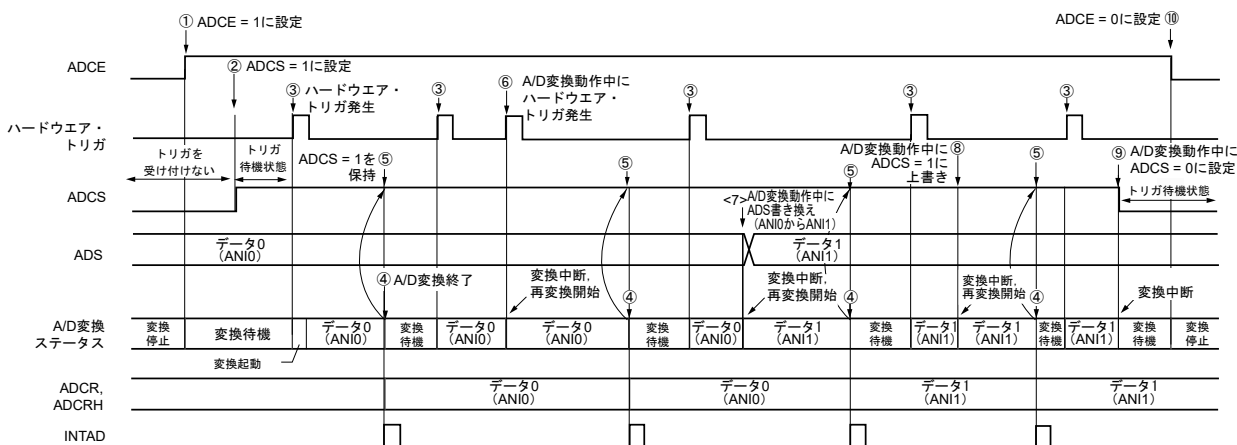 ① ADCE = 1に設定
ADCE = 0に設定 ⑩
ADCE
② ADCS = 1に設定
③ ハードウエア・
トリガ発生
③
⑥ A/D変換動作中に
ハードウエア・
トリガ発生
③
③
③
ハードウエア・
トリガ
トリガを
受け付けない
トリガ
待機状態
ADCS = 1を ⑤
保持
⑤
A/D変換動作中に ⑧
ADCS = 1に
上書き
⑤
⑤
⑨ A/D変換動作中に
ADCS = 0に設定
トリガ待機状態
ADCS
<7> A/D変換動作中に
ADS書き換え
(ANI0からANI1)
ADS
データ0
(ANI0)
データ1
(ANI1)
④ A/D変換終了
変換中断,
再変換開始
④
変換中断,
再変換開始
④
変換中断,
再変換開始
④
変換中断
A/D変換
ステータス
変換
停止
変換待機
変換起動
データ0
(ANI0)
変換
待機
データ0
(ANI0)
データ0
(ANI0)
変換
待機
データ0
(ANI0)
データ1
(ANI1)
変換
待機
データ1
(ANI1)
データ1
(ANI1)
変換
待機
データ1
(ANI1)
変換
待機
変換
停止
ADCR,
ADCRH
データ0
(ANI0)
データ0
(ANI0)
データ1
(ANI1)
データ1
(ANI1)
INTAD